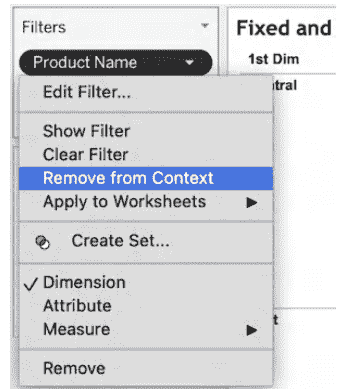 Filters
Fixed and
Product Name
1st Dim
tral
Edit Filter...
Show Filter
Clear Filter
Remove from Context
Apply to Worksheets
Create Set...
Dimension
Attribute
Measure
t
Remove